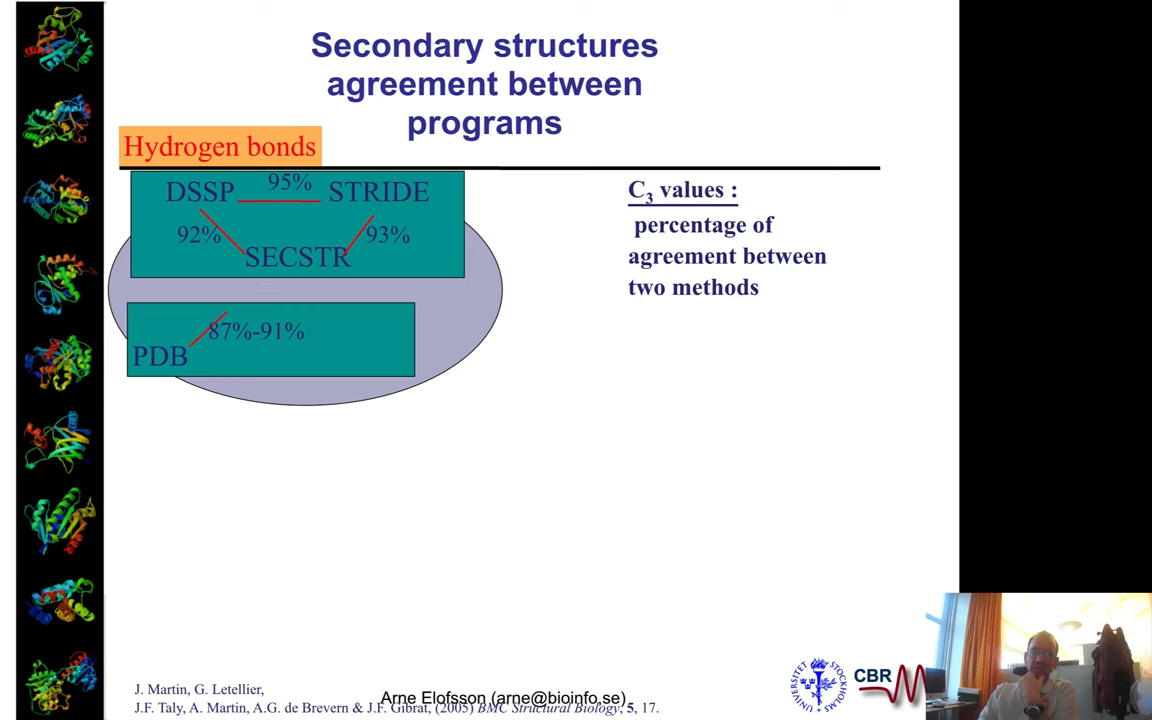 Secondary structures
agreement between
programs
Hydrogen bonds
DSSP 95% STRIDE
92% 93%
SECSTR
87%-91%
PDB
C3 values :
percentage of
agreement between
two methods
J. Martin, G. Letellier,
Arne Elofsson (arne@bioinfo.se)
J.F. Taly, A. Martin, A.G. de Brevern & J.F. Gibrat, (2005) BMC Structural Biology, 5, 17.
STOCKHOLMS UNIVERSITET
CBR